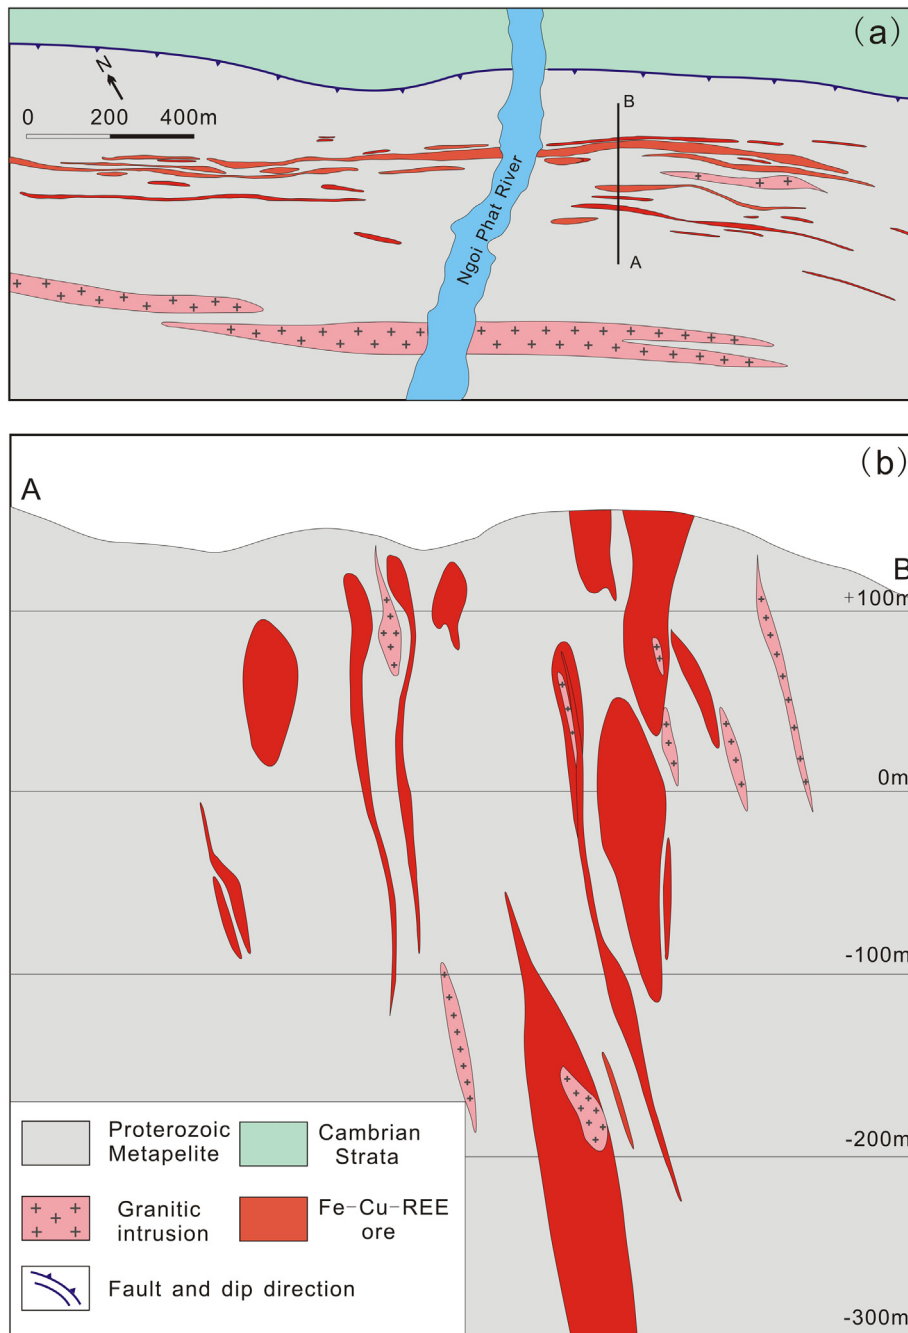 (a)
N
0 200 400m
B
Ngoi Phat River
A
(b)
A
B
+100m
0m
-100m
-200m
-300m
Proterozoic
Metapelite
Cambrian
Strata
Granitic
intrusion
Fe-Cu-REE
ore
Fault and dip direction